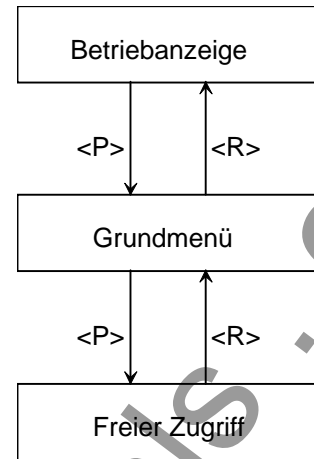 Betriebanzeige
<P> <R>
Grundmenü
<P> <R>
Freier Zugriff